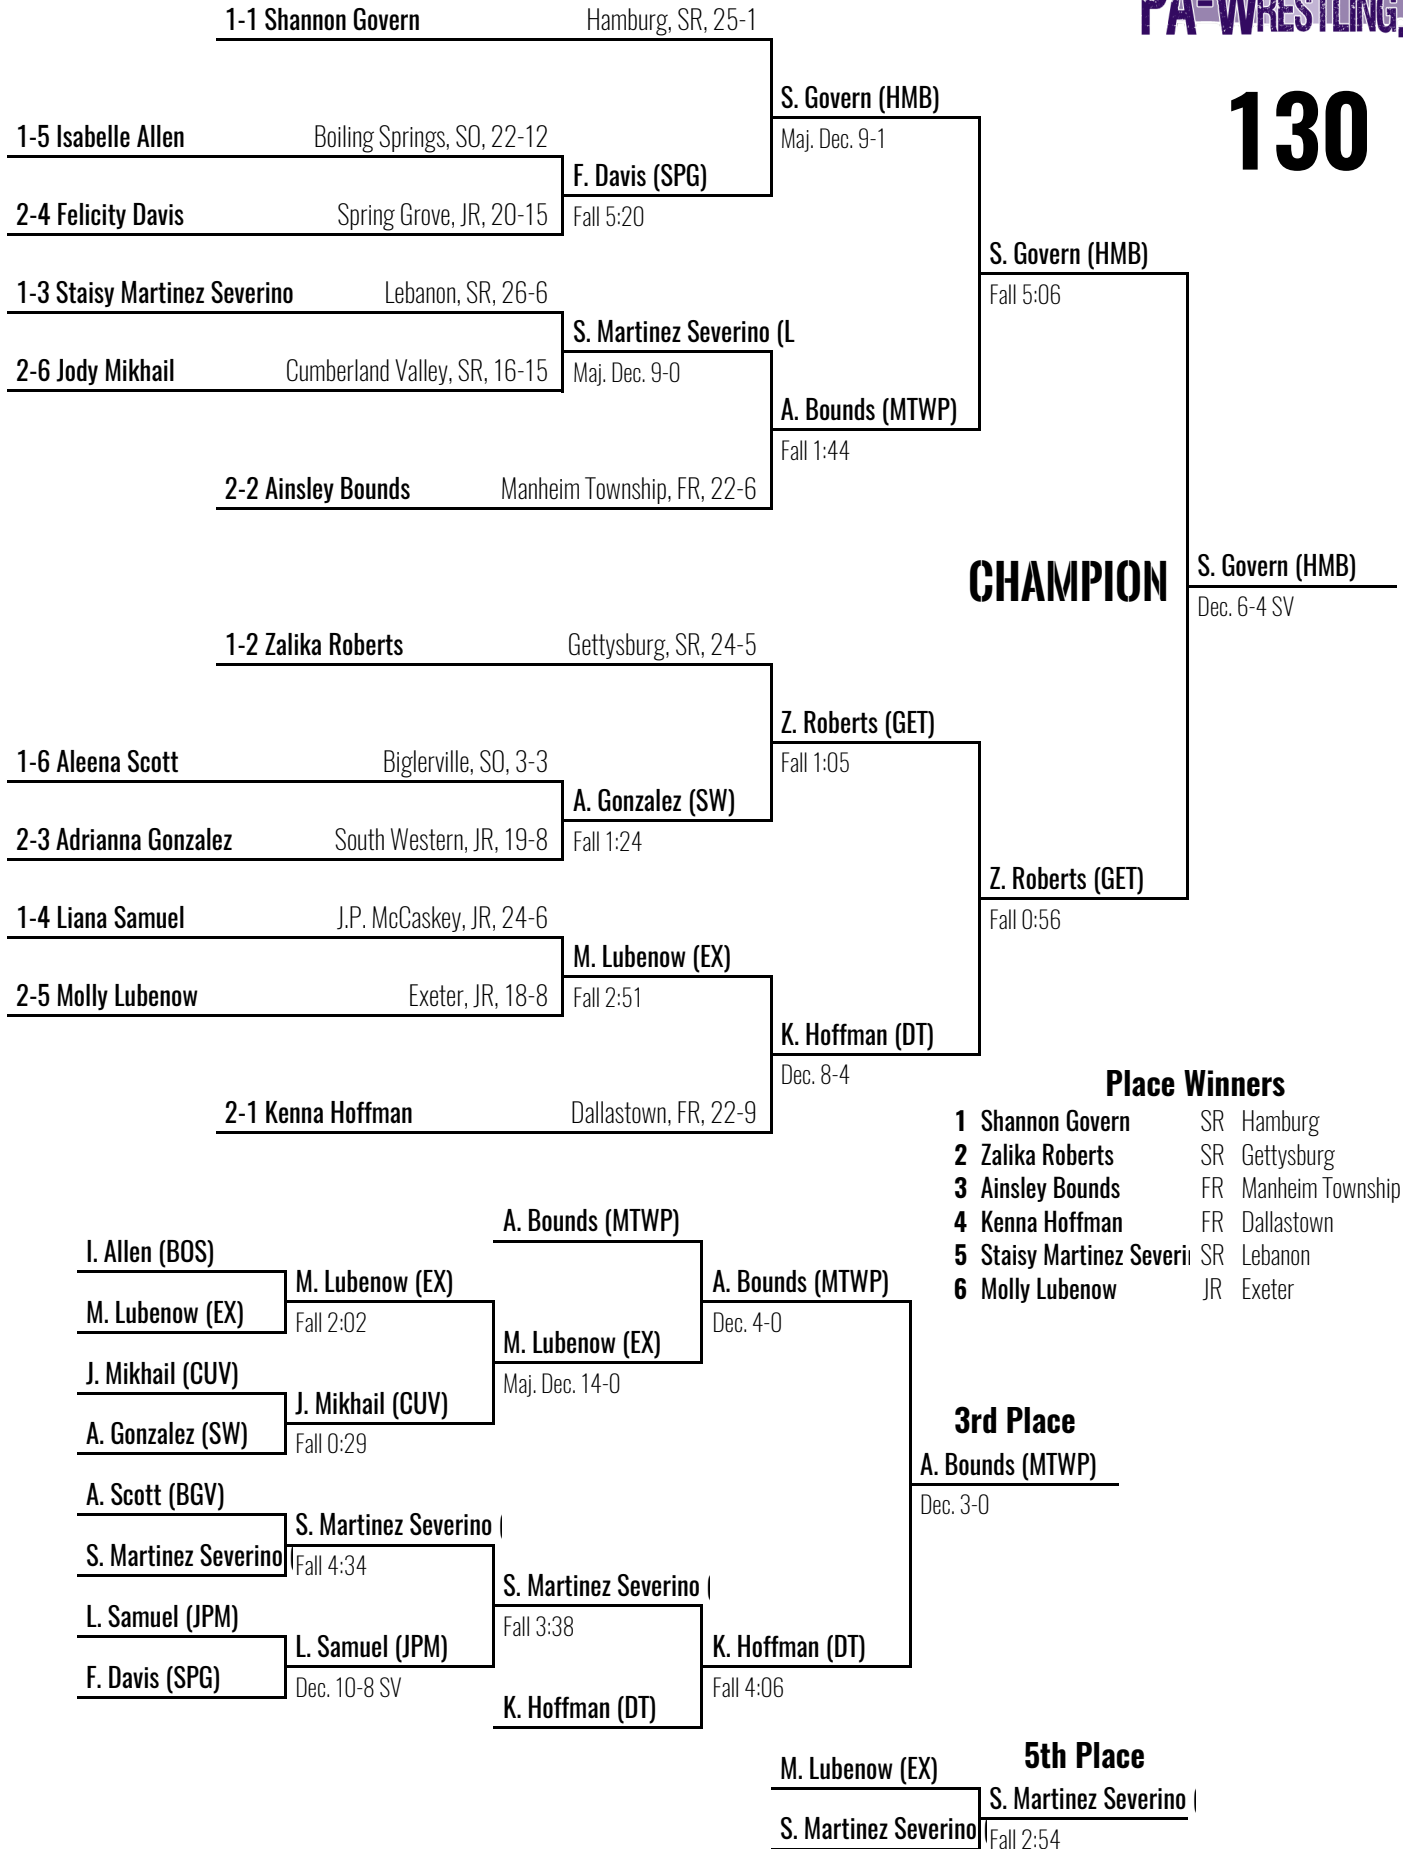 PA-WRESTLING.
130
1-1 Shannon Govern Hamburg, SR, 25-1
S. Govern (HMB)
Maj. Dec. 9-1
1-5 Isabelle Allen Boiling Springs, SO, 22-12
F. Davis (SPG)
Fall 5:20
2-4 Felicity Davis Spring Grove, JR, 20-15
S. Govern (HMB)
Fall 5:06
1-3 Staisy Martinez Severino Lebanon, SR, 26-6
S. Martinez Severino (L
Maj. Dec. 9-0
2-6 Jody Mikhail Cumberland Valley, SR, 16-15
A. Bounds (MTWP)
Fall 1:44
2-2 Ainsley Bounds Manheim Township, FR, 22-6
CHAMPION
S. Govern (HMB)
Dec. 6-4 SV
1-2 Zalika Roberts Gettysburg, SR, 24-5
Z. Roberts (GET)
Fall 1:05
1-6 Aleena Scott Biglerville, SO, 3-3
A. Gonzalez (SW)
Fall 1:24
2-3 Adrianna Gonzalez South Western, JR, 19-8
Z. Roberts (GET)
Fall 0:56
1-4 Liana Samuel J.P. McCaskey, JR, 24-6
M. Lubenow (EX)
Fall 2:51
2-5 Molly Lubenow Exeter, JR, 18-8
K. Hoffman (DT)
Dec. 8-4
2-1 Kenna Hoffman Dallastown, FR, 22-9
Place Winners
1 Shannon Govern SR Hamburg
2 Zalika Roberts SR Gettysburg
3 Ainsley Bounds FR Manheim Township
4 Kenna Hoffman FR Dallastown
5 Staisy Martinez Severi SR Lebanon
6 Molly Lubenow JR Exeter
A. Bounds (MTWP)
I. Allen (BOS)
M. Lubenow (EX)
Fall 2:02
M. Lubenow (EX)
A. Bounds (MTWP)
Dec. 4-0
M. Lubenow (EX)
Maj. Dec. 14-0
J. Mikhail (CUV)
J. Mikhail (CUV)
Fall 0:29
A. Gonzalez (SW)
3rd Place
A. Bounds (MTWP)
Dec. 3-0
A. Scott (BGV)
S. Martinez Severino (
Fall 4:34
S. Martinez Severino (
S. Martinez Severino (
Fall 3:38
L. Samuel (JPM)
L. Samuel (JPM)
Dec. 10-8 SV
F. Davis (SPG)
K. Hoffman (DT)
Fall 4:06
K. Hoffman (DT)
5th Place
M. Lubenow (EX)
S. Martinez Severino (
Fall 2:54
S. Martinez Severino (